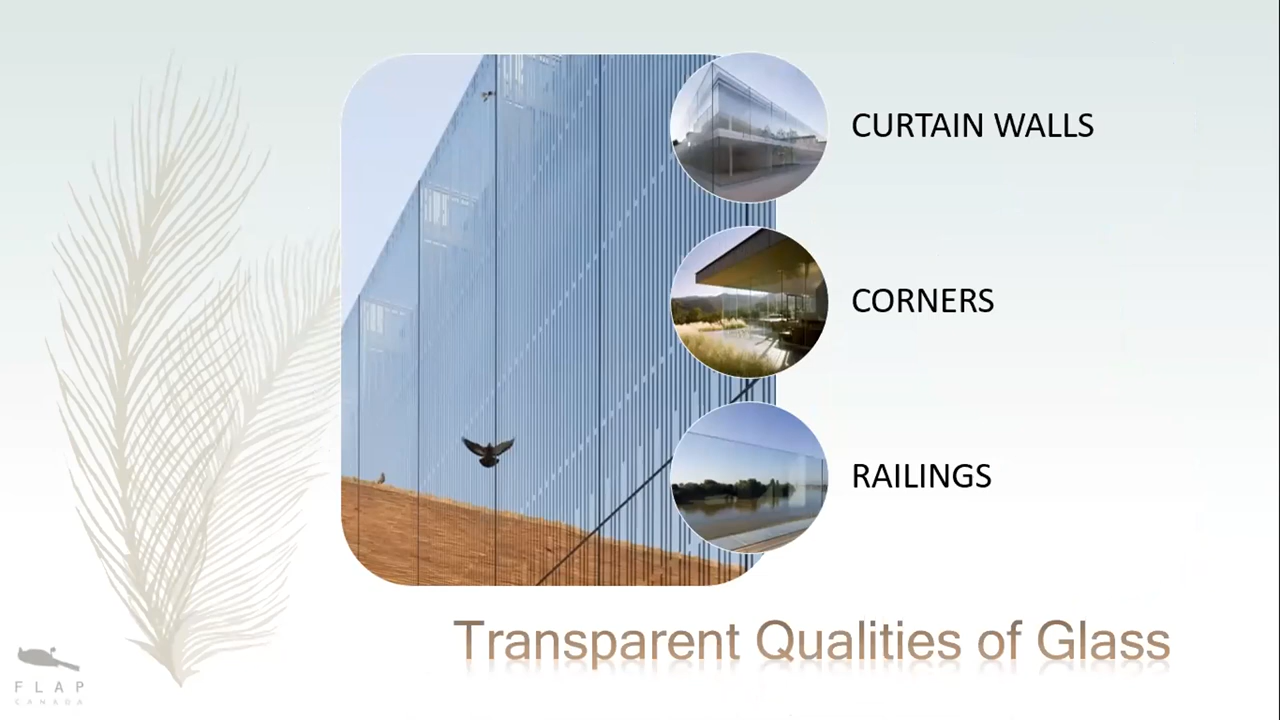 CURTAIN WALLS
CORNERS
RAILINGS
Transparent Qualities of Glass
FLAP
CANADA